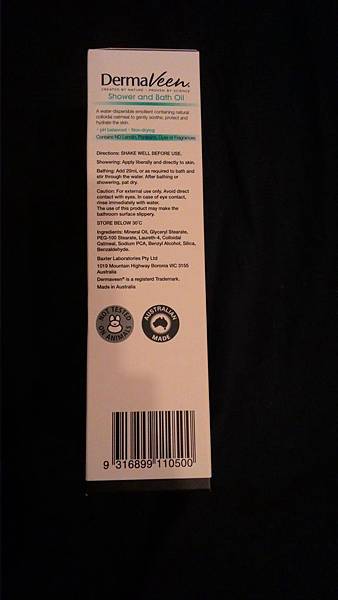 DermaVeen®
CREATED BY NATURE · PROVEN BY SCIENCE
Shower and Bath Oil
A water-dispersible emollient containing natural
colloidal oatmeal to gently soothe, protect and
hydrate the skin.
· pH balanced · Non-drying
Contains NO Lanolin, Parabens, Dyes or Fragrances
Directions: SHAKE WELL BEFORE USE.
Showering: Apply liberally and directly to skin.
Bathing: Add 20mL or as required to bath and
stir through the water. After bathing or
showering, pat dry.
Caution: For external use only. Avoid direct
contact with eyes. In case of eye contact,
rinse immediately with water.
The use of this product may make the
bathroom surface slippery.
STORE BELOW 30°C
Ingredients: Mineral Oil, Glyceryl Stearate,
PEG-100 Stearate, Laureth-4, Colloidal
Oatmeal, Sodium PCA, Benzyl Alcohol, Silica,
Benzaldehyde.
Baxter Laboratories Pty Ltd
1019 Mountain Highway Boronia VIC 3155
Australia
Dermaveen® is a registerd Trademark.
Made in Australia
NOT TESTED
ON ANIMALS
AUSTRALIAN
MADE
9 316899 110500